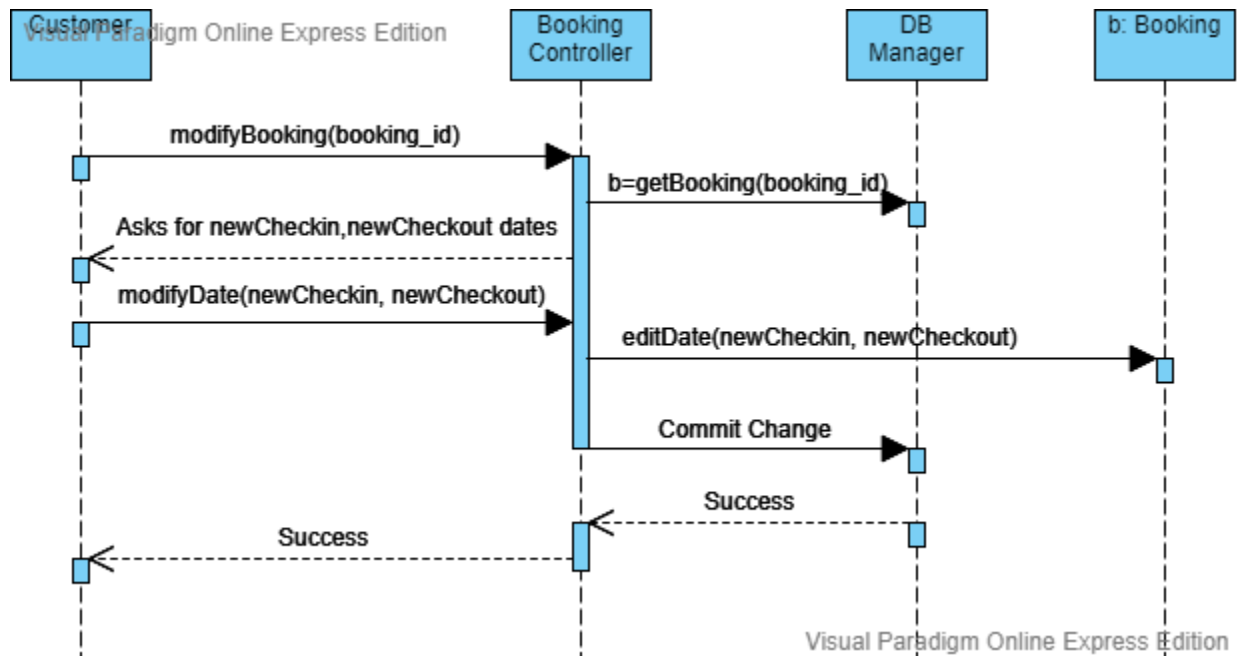 Customer
Visual Paradigm Online Express Edition
Booking
Controller
DB
Manager
b: Booking
modifyBooking(booking_id)
b=getBooking(booking_id)
Asks for newCheckin,newCheckout dates
modifyDate(newCheckin, newCheckout)
editDate(newCheckin, newCheckout)
Commit Change
Success
Success
Visual Paradigm Online Express Edition